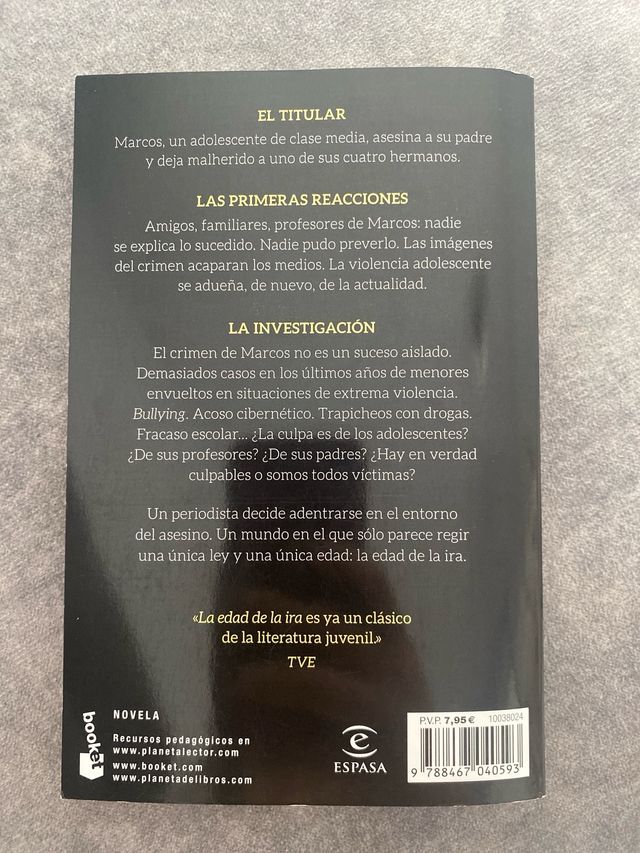 EL TITULAR
Marcos, un adolescente de clase media, asesina a su padre
y deja malherido a uno de sus cuatro hermanos.
LAS PRIMERAS REACCIONES
Amigos, familiares, profesores de Marcos: nadie
se explica lo sucedido. Nadie pudo preverlo. Las imágenes
del crimen acaparan los medios. La violencia adolescente
se adueña, de nuevo, de la actualidad.
LA INVESTIGACIÓN
El crimen de Marcos no es un suceso aislado.
Demasiados casos en los últimos años de menores
envueltos en situaciones de extrema violencia.
Bullying. Acoso cibernético. Trapicheos con drogas.
Fracaso escolar... ¿La culpa es de los adolescentes?
¿De sus profesores? ¿De sus padres? ¿Hay en verdad
culpables o somos todos víctimas?
Un periodista decide adentrarse en el entorno
del asesino. Un mundo en el que sólo parece regir
una única ley y una única edad: la edad de la ira.
«La edad de la ira es ya un clásico
de la literatura juvenil.»
TVE
booket
NOVELA
Recursos pedagógicos en
www.planetalector.com
www.booket.com
www.planetadelibros.com
e
ESPASA
P.V.P. 7,95 € 10038024
9 788467 040593